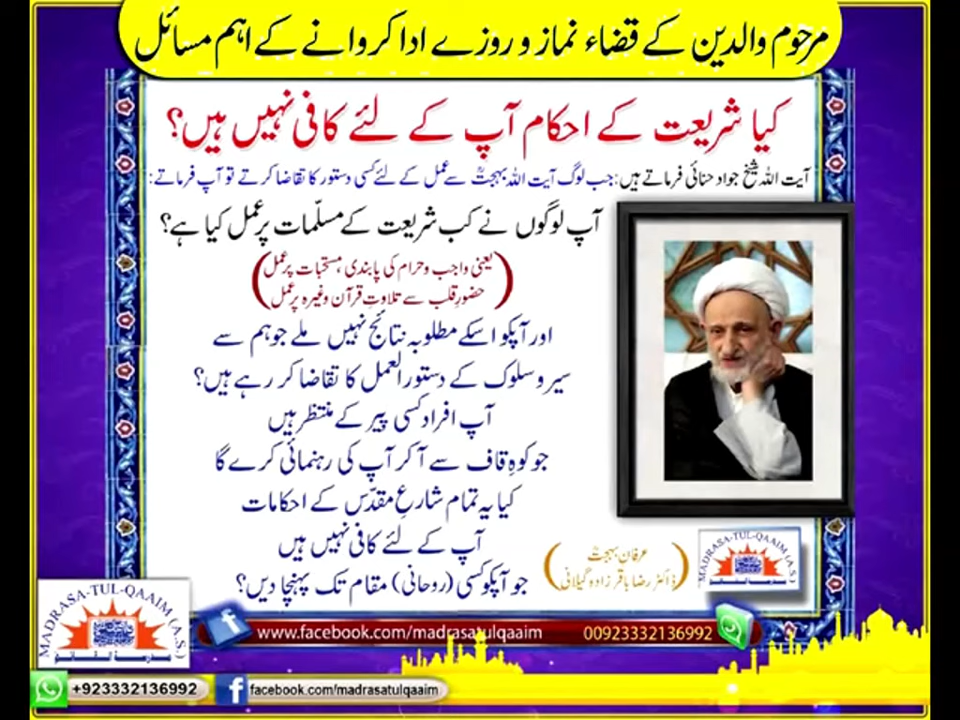 مرحوم والدین کے قضاء نماز و روزے ادا کروانے کے اہم مسائل
کیا شریعت کے احکام آپ کے لئے کافی نہیں ہیں؟
آیت اللہ شیخ جواد حنائی فرماتے ہیں: جب لوگ آیت اللہ بہجتؒ سے عمل کے لئے کسی دستور کا تقاضا کرتے تو آپ فرماتے:
آپ لوگوں نے کب شریعت کے مسلّمات پر عمل کیا ہے؟
(یعنی واجب و حرام کی پابندی، مستحبات پر عمل
حضورِ قلب سے تلاوتِ قرآن وغیرہ پر عمل)
اور آپکو اسکے مطلوبہ نتائج نہیں ملے جو ہم سے
سیر و سلوک کے دستور العمل کا تقاضا کر رہے ہیں؟
آپ افراد کسی پیر کے منتظر ہیں
جو کوہِ قاف سے آ کر آپ کی رہنمائی کرے گا
کیا یہ تمام شارعِ مقدّس کے احکامات
آپ کے لئے کافی نہیں ہیں
جو آپکو کسی (روحانی) مقام تک پہنچا دیں؟
(عرفان بہجتؒ
ڈاکٹر رضا باقر زادہ گیلانی)
MADRASA-TUL-QAAIM (A.S)
مدرسۃ القائم
www.facebook.com/madrasatulqaaim 00923332136992
MADRASA-TUL-QAAIM (A.S)
مدرسۃ القائم
+923332136992 facebook.com/madrasatulqaaim